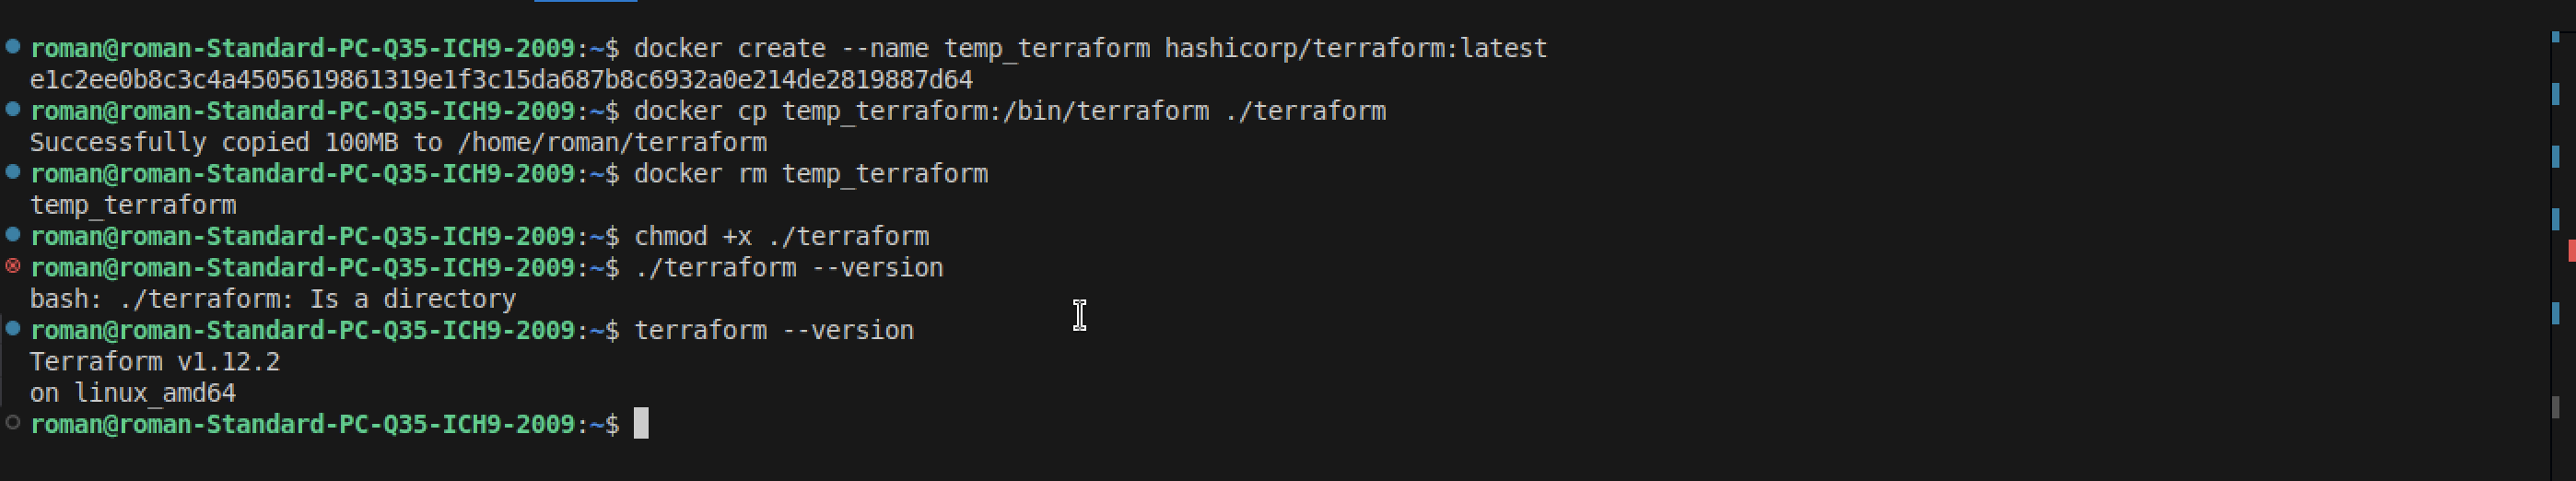 roman@roman-Standard-PC-Q35-ICH9-2009:~$ docker create --name temp_terraform hashicorp/terraform:latest
e1c2ee0b8c3c4a4505619861319e1f3c15da687b8c6932a0e214de2819887d64
roman@roman-Standard-PC-Q35-ICH9-2009:~$ docker cp temp_terraform:/bin/terraform ./terraform
Successfully copied 100MB to /home/roman/terraform
roman@roman-Standard-PC-Q35-ICH9-2009:~$ docker rm temp_terraform
temp_terraform
roman@roman-Standard-PC-Q35-ICH9-2009:~$ chmod +x ./terraform
roman@roman-Standard-PC-Q35-ICH9-2009:~$ ./terraform --version
bash: ./terraform: Is a directory
roman@roman-Standard-PC-Q35-ICH9-2009:~$ terraform --version
Terraform v1.12.2
on linux_amd64
roman@roman-Standard-PC-Q35-ICH9-2009:~$